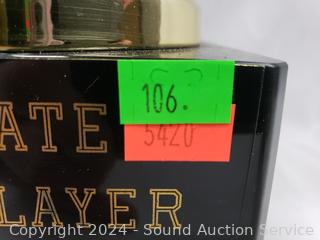 106.
5420
ATE
LAYER
Copyright 2024 - Sound Auction Service